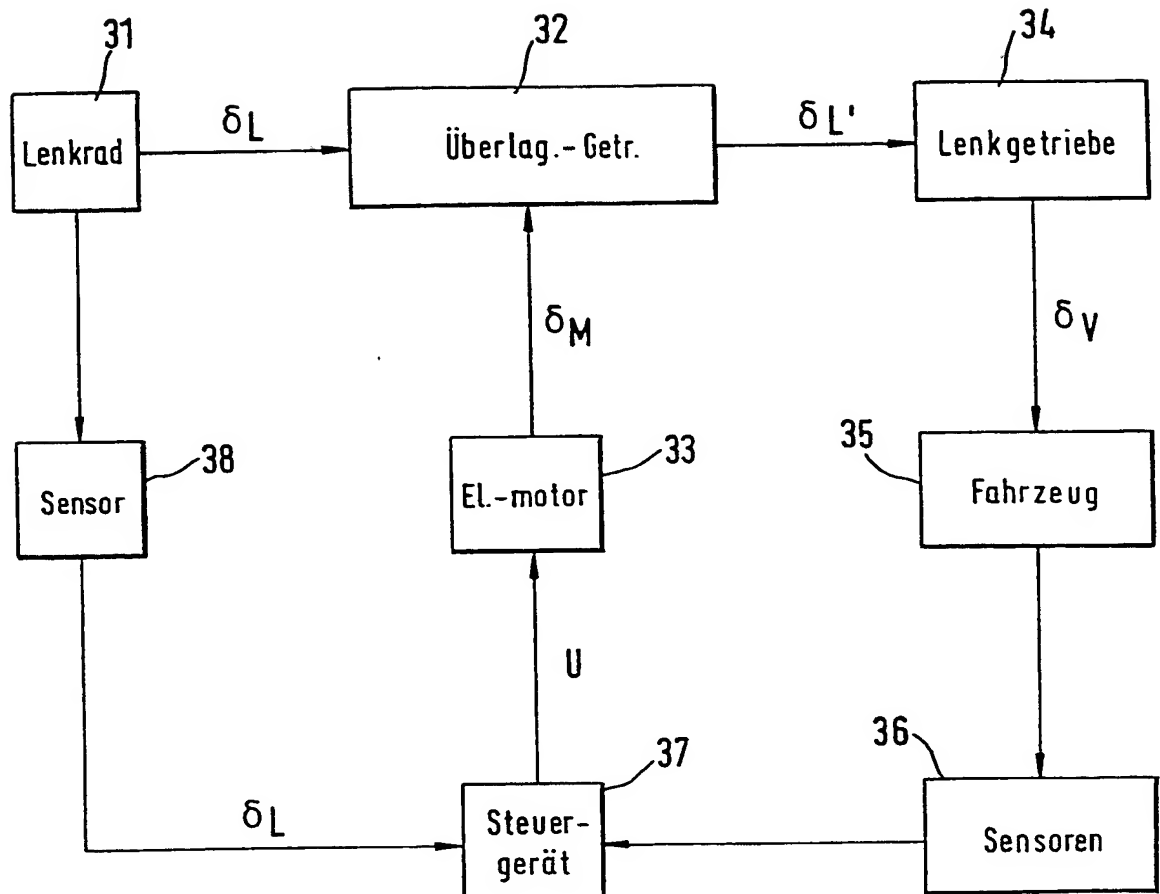 31
32
34
Lenkrad
δL
Überlag.-Getr.
δL'
Lenkgetriebe
δM
δV
38
33
35
Sensor
El.-motor
Fahrzeug
U
37
36
δL
Steuer-
gerät
Sensoren